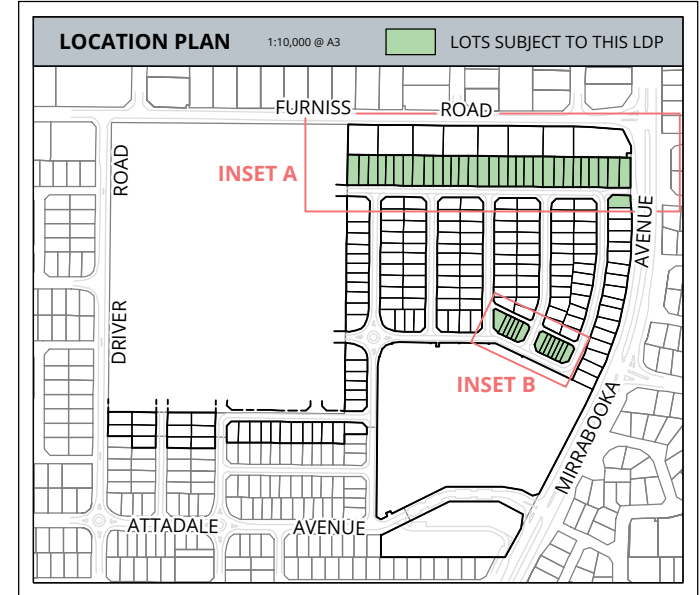 LOCATION PLAN 1:10,000 @ A3 LOTS SUBJECT TO THIS LDP
FURNISS ROAD
ROAD
INSET A
AVENUE
DRIVER
INSET B
MIRRABOOKA
ATTADALE AVENUE